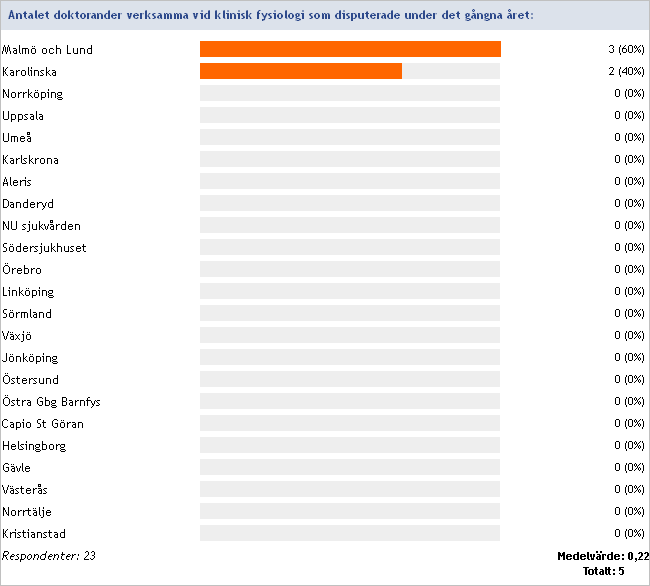 Antalet doktorander verksamma vid klinisk fysiologi som disputerade under det gångna året:
Malmö och Lund 3 (60%)
Karolinska 2 (40%)
Norrköping 0 (0%)
Uppsala 0 (0%)
Umeå 0 (0%)
Karlskrona 0 (0%)
Aleris 0 (0%)
Danderyd 0 (0%)
NU sjukvården 0 (0%)
Södersjukhuset 0 (0%)
Örebro 0 (0%)
Linköping 0 (0%)
Sörmland 0 (0%)
Växjö 0 (0%)
Jönköping 0 (0%)
Östersund 0 (0%)
Östra Gbg Barnfys 0 (0%)
Capio St Göran 0 (0%)
Helsingborg 0 (0%)
Gävle 0 (0%)
Västerås 0 (0%)
Norrtälje 0 (0%)
Kristianstad 0 (0%)
Respondenter: 23 Medelvärde: 0,22
Totalt: 5